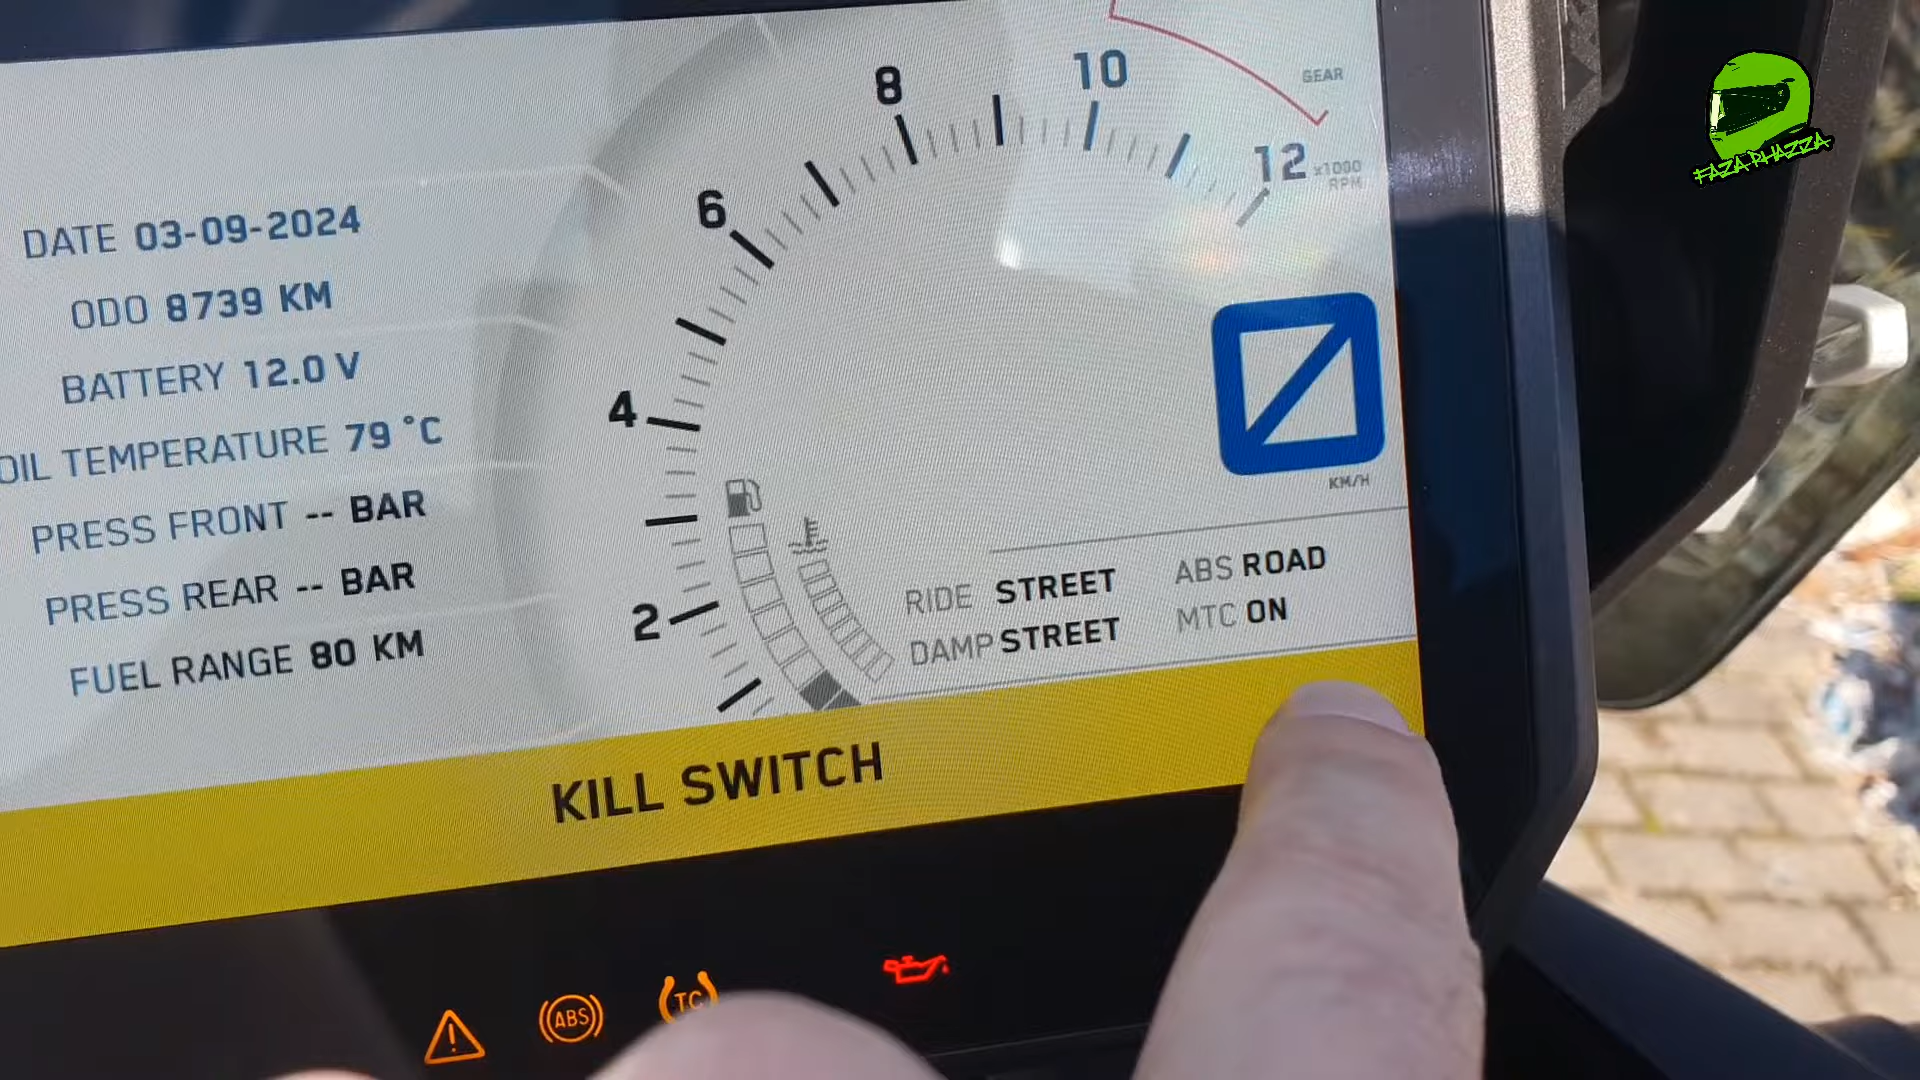 DATE 03-09-2024
ODO 8739 KM
BATTERY 12.0 V
OIL TEMPERATURE 79 °C
PRESS FRONT -- BAR
PRESS REAR -- BAR
FUEL RANGE 80 KM
2
4
6
8
10
12
x1000
RPM
GEAR
KM/H
RIDE STREET
ABS ROAD
DAMP STREET
MTC ON
KILL SWITCH
ABS
TC
FAZA PHAZZA